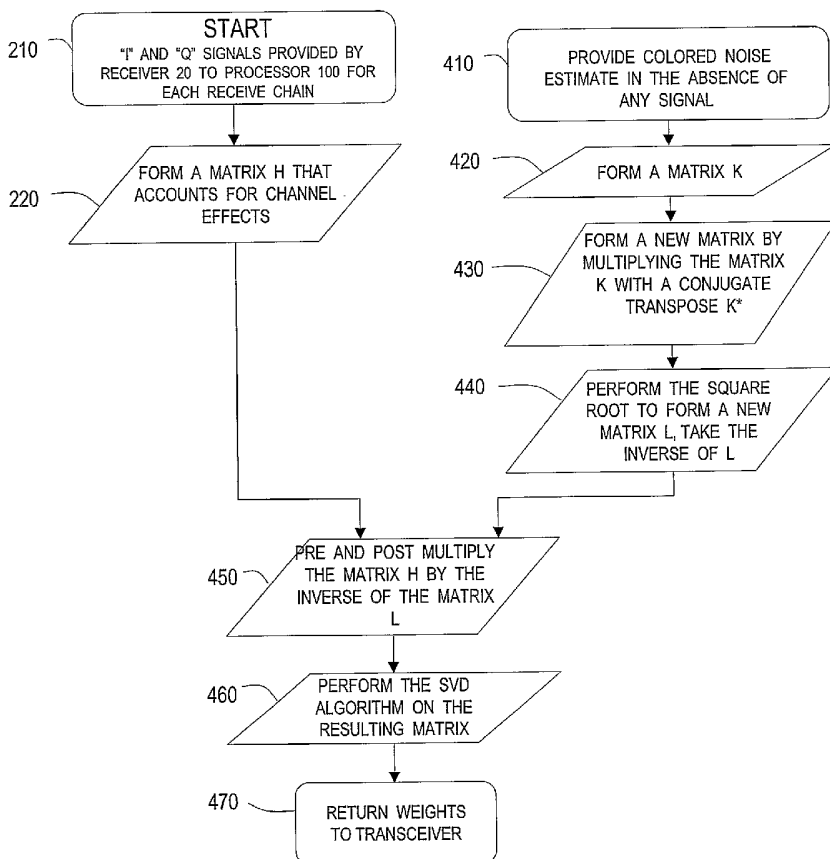 210
START
"I" AND "Q" SIGNALS PROVIDED BY
RECEIVER 20 TO PROCESSOR 100 FOR
EACH RECEIVE CHAIN
220
FORM A MATRIX H THAT
ACCOUNTS FOR CHANNEL
EFFECTS
410
PROVIDE COLORED NOISE
ESTIMATE IN THE ABSENCE OF
ANY SIGNAL
420
FORM A MATRIX K
430
FORM A NEW MATRIX BY
MULTIPLYING THE MATRIX
K WITH A CONJUGATE
TRANSPOSE K*
440
PERFORM THE SQUARE
ROOT TO FORM A NEW
MATRIX L, TAKE THE
INVERSE OF L
450
PRE AND POST MULTIPLY
THE MATRIX H BY THE
INVERSE OF THE MATRIX
L
460
PERFORM THE SVD
ALGORITHM ON THE
RESULTING MATRIX
470
RETURN WEIGHTS
TO TRANSCEIVER